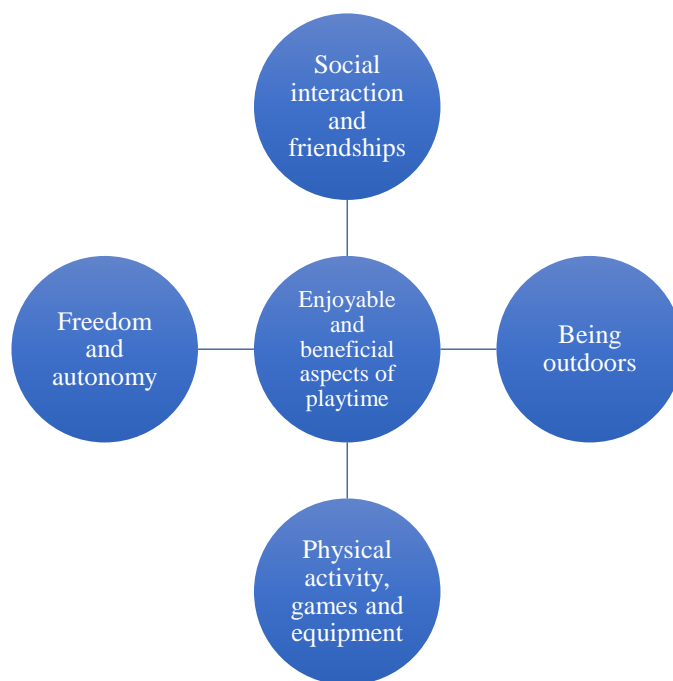 Social
interaction
and
friendships
Freedom
and
autonomy
Enjoyable
and
beneficial
aspects of
playtime
Being
outdoors
Physical
activity,
games and
equipment